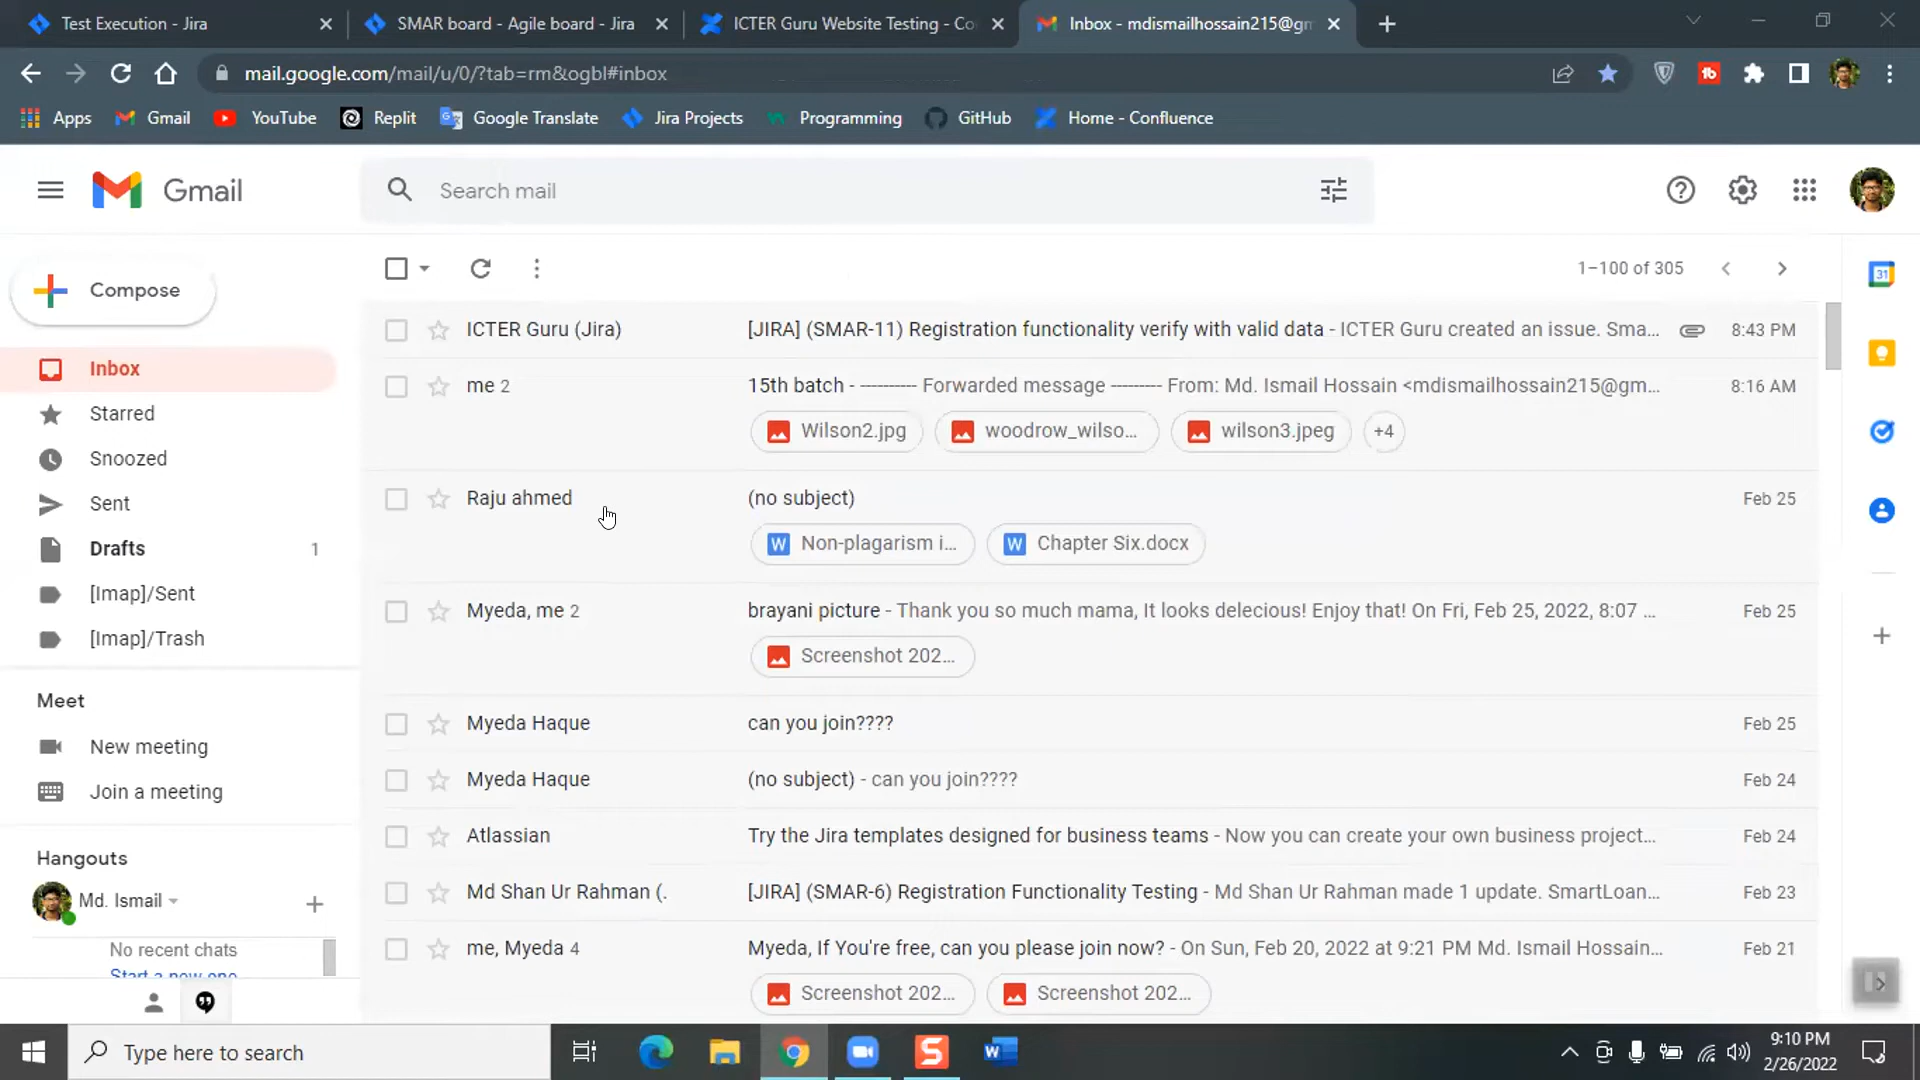 Test Execution - Jira
SMAR board - Agile board - Jira
ICTER Guru Website Testing - Co
Inbox - mdismailhossain215@gm
mail.google.com/mail/u/0/?tab=rm&ogbl#inbox
Apps
Gmail
YouTube
Replit
Google Translate
Jira Projects
Programming
GitHub
Home - Confluence
Gmail
Search mail
Compose
1–100 of 305
31
Inbox
Starred
Snoozed
Sent
Drafts 1
[Imap]/Sent
[Imap]/Trash
Meet
New meeting
Join a meeting
Hangouts
Md. Ismail
No recent chats
Start a new one
ICTER Guru (Jira) [JIRA] (SMAR-11) Registration functionality verify with valid data - ICTER Guru created an issue. Sma... 8:43 PM
me 2 15th batch - ---------- Forwarded message --------- From: Md. Ismail Hossain <mdismailhossain215@gm... 8:16 AM
Wilson2.jpg woodrow_wilso... wilson3.jpeg +4
Raju ahmed (no subject) Feb 25
Non-plagarism i... Chapter Six.docx
Myeda, me 2 brayani picture - Thank you so much mama, It looks delecious! Enjoy that! On Fri, Feb 25, 2022, 8:07 ... Feb 25
Screenshot 202...
Myeda Haque can you join???? Feb 25
Myeda Haque (no subject) - can you join???? Feb 24
Atlassian Try the Jira templates designed for business teams - Now you can create your own business project... Feb 24
Md Shan Ur Rahman (. [JIRA] (SMAR-6) Registration Functionality Testing - Md Shan Ur Rahman made 1 update. SmartLoan... Feb 23
me, Myeda 4 Myeda, If You're free, can you please join now? - On Sun, Feb 20, 2022 at 9:21 PM Md. Ismail Hossain... Feb 21
Screenshot 202... Screenshot 202...
Type here to search
9:10 PM
2/26/2022